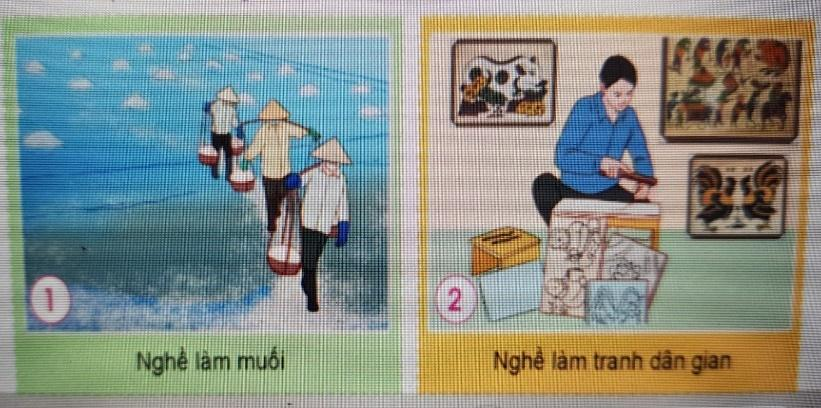 1
Nghề làm muối
2
Nghề làm tranh dân gian